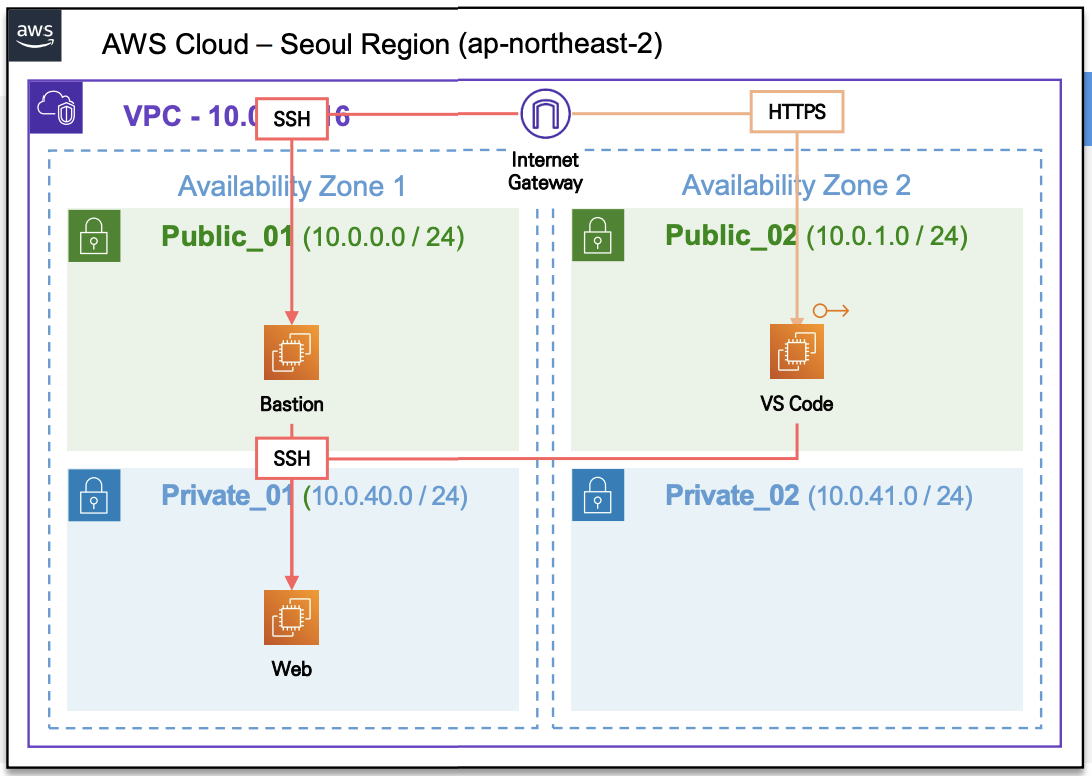 aws
AWS Cloud – Seoul Region (ap-northeast-2)
VPC - 10.0 6
SSH
HTTPS
Internet
Gateway
Availability Zone 1
Availability Zone 2
Public_01 (10.0.0.0 / 24)
Public_02 (10.0.1.0 / 24)
Bastion
VS Code
SSH
Private_01 (10.0.40.0 / 24)
Private_02 (10.0.41.0 / 24)
Web